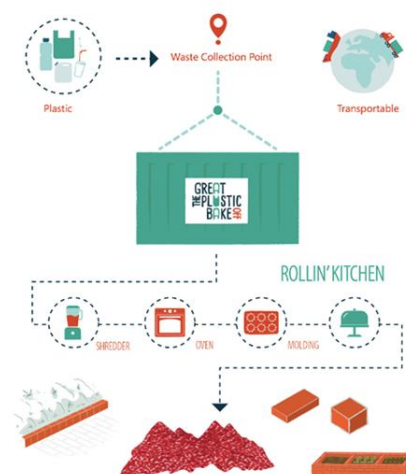 Waste Collection Point
Plastic
Transportable
THE
GREAT
PLASTIC
BAKE
OFF
ROLLIN' KITCHEN
SHREDDER
OVEN
MOLDING